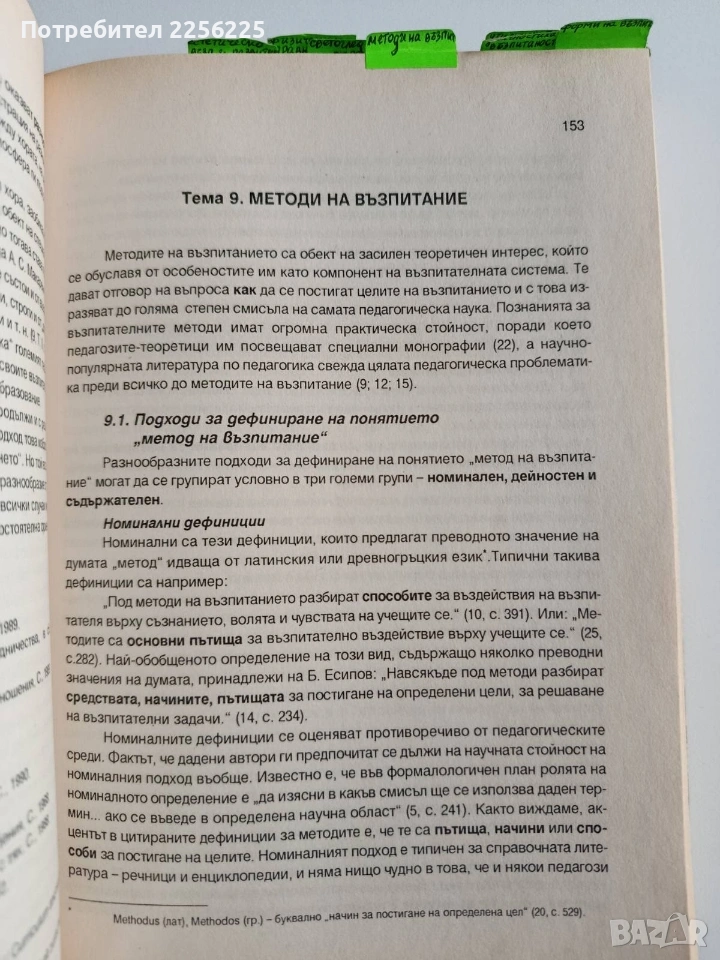 Потребител 2256225
методи на възпит
форми на възпит
153
Тема 9. МЕТОДИ НА ВЪЗПИТАНИЕ
Методите на възпитанието са обект на засилен теоретичен интерес, който
се обуславя от особеностите им като компонент на възпитателната система. Те
дават отговор на въпроса как да се постигат целите на възпитанието и с това из-
разяват до голяма степен смисъла на самата педагогическа наука. Познанията за
възпитателните методи имат огромна практическа стойност, поради което
педагозите-теоретици им посвещават специални монографии (22), а научно-
популярната литература по педагогика свежда цялата педагогическа проблемати-
ка преди всичко до методите на възпитание (9; 12; 15).
9.1. Подходи за дефиниране на понятието
„метод на възпитание“
Разнообразните подходи за дефиниране на понятието „метод на възпита-
ние“ могат да се групират условно в три големи групи – номинален, дейностен и
съдържателен.
Номинални дефиниции
Номинални са тези дефиниции, които предлагат преводното значение на
думата „метод“ идваща от латинския или древногръцкия език*.Типични такива
дефиниции са например:
„Под методи на възпитанието разбират способите за въздействия на възпи-
тателя върху съзнанието, волята и чувствата на учещите се.“ (10, с. 391). Или: „Ме-
тодите са основни пътища за възпитателно въздействие върху учещите се.“ (25,
с.282). Най-обобщеното определение на този вид, съдържащо няколко преводни
значения на думата, принадлежи на Б. Есипов: „Навсякъде под методи разбират
средствата, начините, пътищата за постигане на определени цели, за решаване
на възпитателни задачи.“ (14, с. 234).
Номиналните дефиниции се оценяват противоречиво от педагогическите
среди. Фактът, че дадени автори ги предпочитат се дължи на научната стойност на
номиналния подход въобще. Известно е, че във формалологичен план ролята на
номиналното определение е „да изясни в какъв смисъл ще се използва даден тер-
мин... ако се въведе в определена научна област“ (5, с. 241). Както виждаме, ак-
центът в цитираните дефиниции за методите е, че те са пътища, начини или спо-
соби за постигане на целите. Номиналният подход е типичен за справочната лите-
ратура – речници и енциклопедии, и няма нищо чудно в това, че и някои педагози
* Methodus (лат), Methodos (гр.) – буквално „начин за постигане на определена цел“ (20, с. 529).
BAZAR